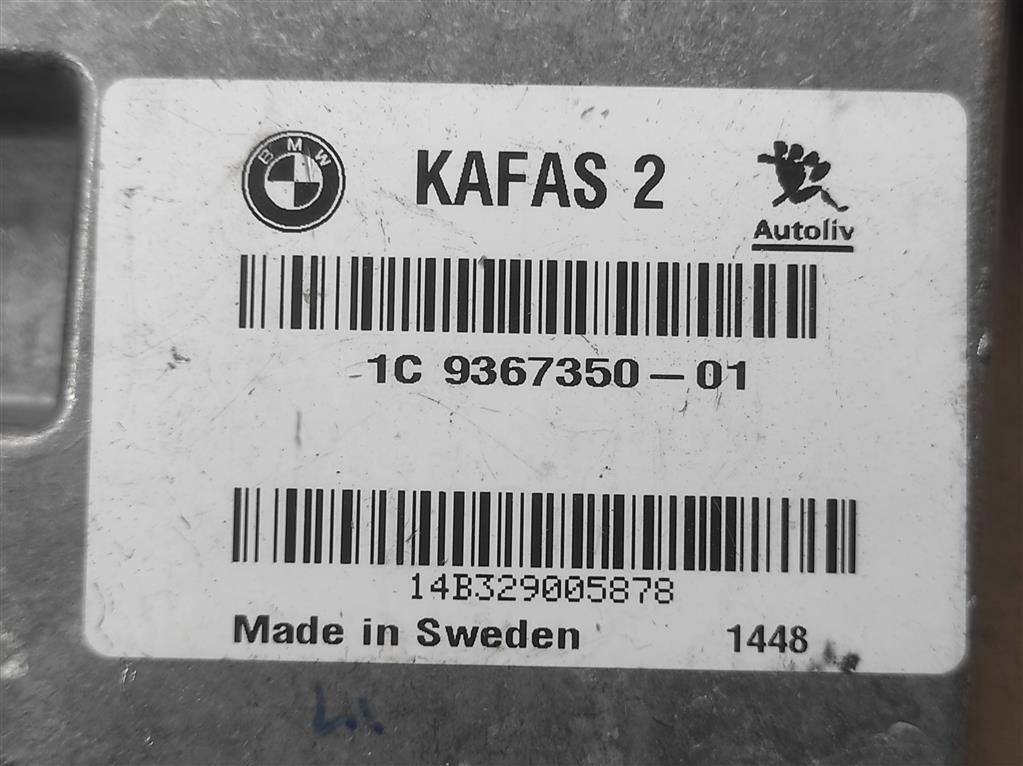 BMW
KAFAS 2
Autoliv
1C 9367350-01
14B329005878
Made in Sweden 1448